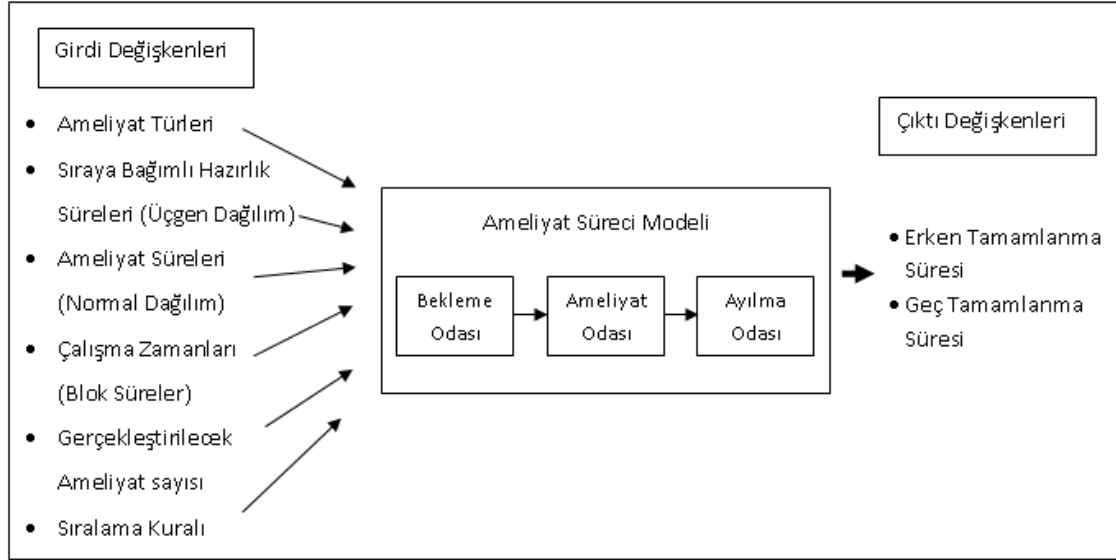 Girdi Değişkenleri
• Ameliyat Türleri
• Sıraya Bağımlı Hazırlık
Süreleri (Üçgen Dağılım)
• Ameliyat Süreleri
(Normal Dağılım)
• Çalışma Zamanları
(Blok Süreler)
• Gerçekleştirilecek
Ameliyat sayısı
• Sıralama Kuralı
Ameliyat Süreci Modeli
Bekleme
Odası
Ameliyat
Odası
Ayılma
Odası
Çıktı Değişkenleri
• Erken Tamamlanma
Süresi
• Geç Tamamlanma
Süresi